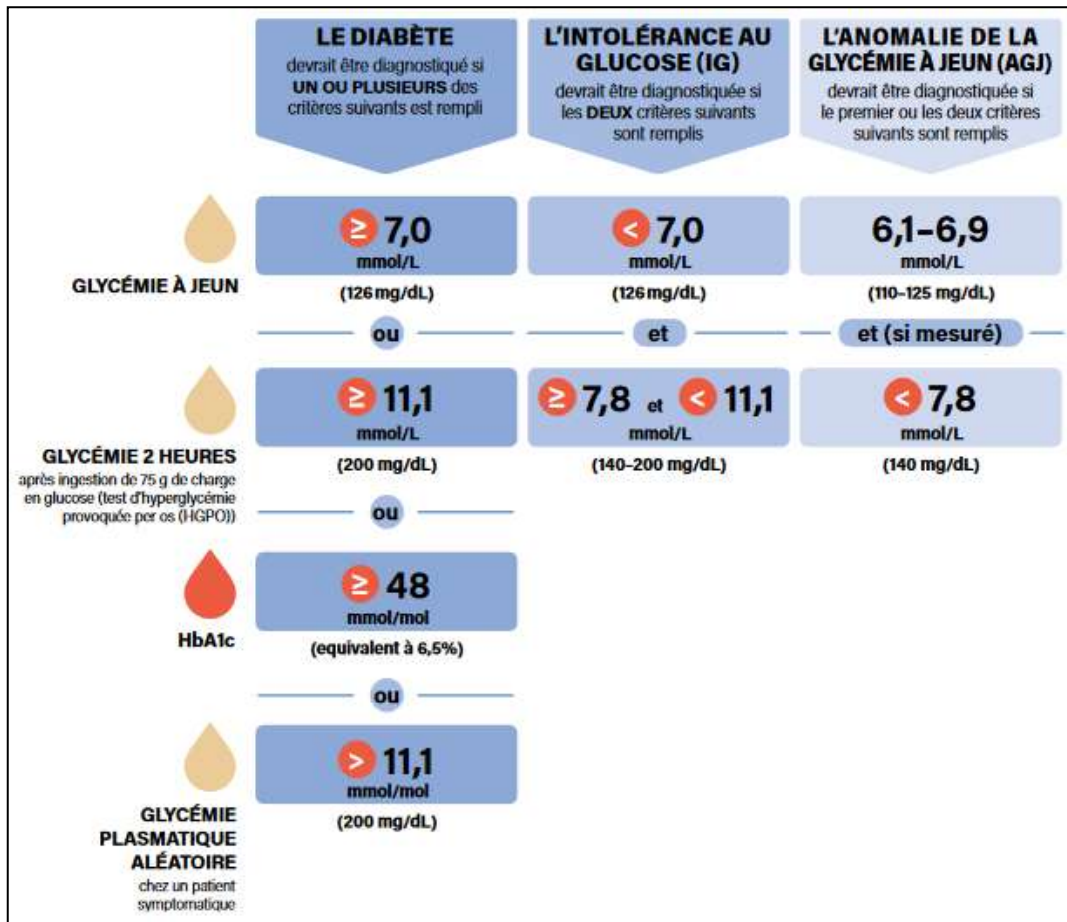 LE DIABÈTE
devrait être diagnostiqué si
UN OU PLUSIEURS des
critères suivants est rempli
L'INTOLÉRANCE AU
GLUCOSE (IG)
devrait être diagnostiquée si
les DEUX critères suivants
sont remplis
L'ANOMALIE DE LA
GLYCÉMIE À JEUN (AGJ)
devrait être diagnostiquée si
le premier ou les deux critères
suivants sont remplis
GLYCÉMIE À JEUN
≥ 7,0
mmol/L
(126 mg/dL)
< 7,0
mmol/L
(126 mg/dL)
6,1–6,9
mmol/L
(110–125 mg/dL)
ou
et
et (si mesuré)
GLYCÉMIE 2 HEURES
après ingestion de 75 g de charge
en glucose (test d'hyperglycémie
provoquée per os (HGPO))
≥ 11,1
mmol/L
(200 mg/dL)
≥ 7,8 et < 11,1
mmol/L
(140–200 mg/dL)
< 7,8
mmol/L
(140 mg/dL)
ou
HbA1c
≥ 48
mmol/mol
(equivalent à 6,5%)
ou
GLYCÉMIE
PLASMATIQUE
ALÉATOIRE
chez un patient
symptomatique
> 11,1
mmol/mol
(200 mg/dL)